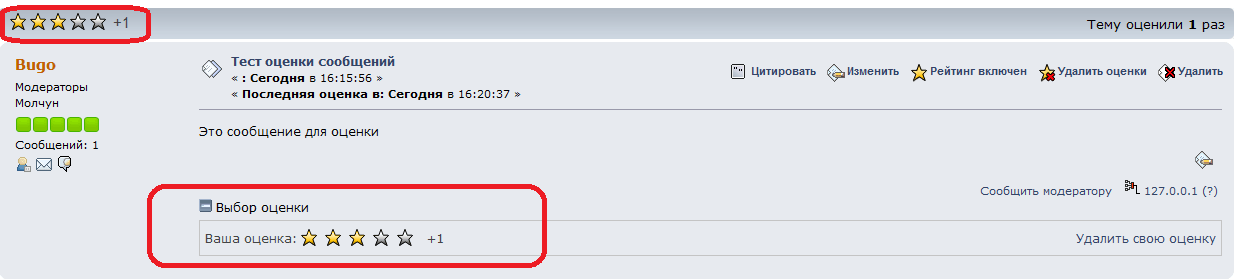 +1
Тему оценили 1 раз
Bugo
Модераторы
Молчун
Сообщений: 1
Тест оценки сообщений
« : Сегодня в 16:15:56 »
« Последняя оценка в: Сегодня в 16:20:37 »
Цитировать Изменить Рейтинг включен Удалить оценки Удалить
Это сообщение для оценки
Сообщить модератору 127.0.0.1 (?)
Выбор оценки
Ваша оценка: +1 Удалить свою оценку